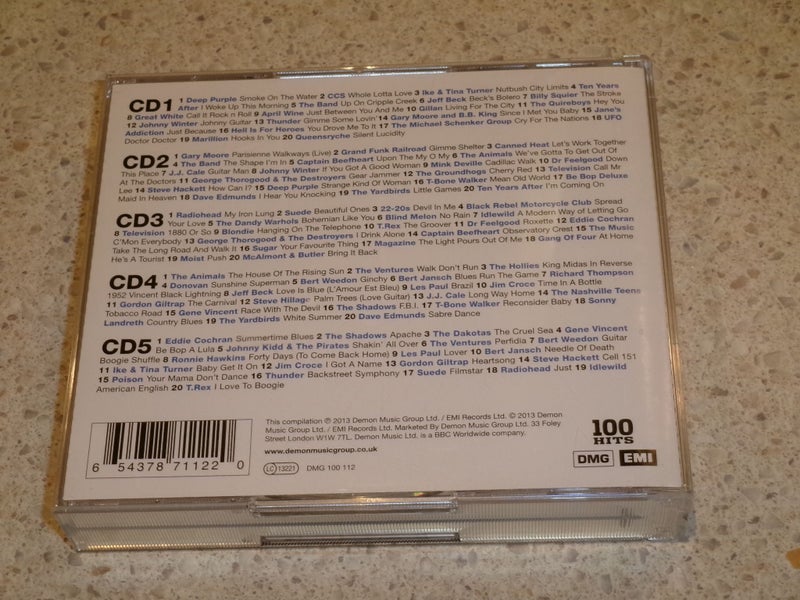 CD1 1 Deep Purple Smoke On The Water 2 CCS Whole Lotta Love 3 Ike & Tina Turner Nutbush City Limits 4 Ten Years
After I Woke Up This Morning 5 The Band Up On Cripple Creek 6 Jeff Beck Beck's Bolero 7 Billy Squier The Stroke
8 Great White Call It Rock n Roll 9 April Wine Just Between You And Me 10 Gillan Living For The City 11 The Quireboys Hey You
12 Johnny Winter Johnny Guitar 13 Thunder Gimme Some Lovin' 14 Gary Moore and B.B. King Since I Met You Baby 15 Jane's
Addiction Just Because 16 Hell Is For Heroes You Drove Me To It 17 The Michael Schenker Group Cry For The Nations 18 UFO
Doctor Doctor 19 Marillion Hooks In You 20 Queensryche Silent Lucidity
CD2 1 Gary Moore Parisienne Walkways (Live) 2 Grand Funk Railroad Gimme Shelter 3 Canned Heat Let's Work Together
4 The Band The Shape I'm In 5 Captain Beefheart Upon The My O My 6 The Animals We've Gotta To Get Out Of
This Place 7 J.J. Cale Guitar Man 8 Johnny Winter If You Got A Good Woman 9 Mink Deville Cadillac Walk 10 Dr Feelgood Down
At The Doctors 11 George Thorogood & The Destroyers Gear Jammer 12 The Groundhogs Cherry Red 13 Television Call Mr
Lee 14 Steve Hackett How Can I? 15 Deep Purple Strange Kind Of Woman 16 T-Bone Walker Mean Old World 17 Be Bop Deluxe
Maid In Heaven 18 Dave Edmunds I Hear You Knocking 19 The Yardbirds Little Games 20 Ten Years After I'm Coming On
CD3 1 Radiohead My Iron Lung 2 Suede Beautiful Ones 3 22-20s Devil In Me 4 Black Rebel Motorcycle Club Spread
Your Love 5 The Dandy Warhols Bohemian Like You 6 Blind Melon No Rain 7 Idlewild A Modern Way of Letting Go
8 Television 1880 Or So 9 Blondie Hanging On The Telephone 10 T.Rex The Groover 11 Dr Feelgood Roxette 12 Eddie Cochran
C'Mon Everybody 13 George Thorogood & The Destroyers I Drink Alone 14 Captain Beefheart Observatory Crest 15 The Music
Take The Long Road And Walk It 16 Sugar Your Favourite Thing 17 Magazine The Light Pours Out Of Me 18 Gang Of Four At Home
He's A Tourist 19 Moist Push 20 McAlmont & Butler Bring It Back
CD4 1 The Animals The House Of The Rising Sun 2 The Ventures Walk Don't Run 3 The Hollies King Midas In Reverse
4 Donovan Sunshine Superman 5 Bert Weedon Ginchy 6 Bert Jansch Blues Run The Game 7 Richard Thompson
1952 Vincent Black Lightning 8 Jeff Beck Love Is Blue (L'Amour Est Bleu) 9 Les Paul Brazil 10 Jim Croce Time In A Bottle
11 Gordon Giltrap The Carnival 12 Steve Hillage Palm Trees (Love Guitar) 13 J.J. Cale Long Way Home 14 The Nashville Teens
Tobacco Road 15 Gene Vincent Race With The Devil 16 The Shadows F.B.I. 17 T-Bone Walker Reconsider Baby 18 Sonny
Landreth Country Blues 19 The Yardbirds White Summer 20 Dave Edmunds Sabre Dance
CD5 1 Eddie Cochran Summertime Blues 2 The Shadows Apache 3 The Dakotas The Cruel Sea 4 Gene Vincent
Be Bop A Lula 5 Johnny Kidd & The Pirates Shakin' All Over 6 The Ventures Perfidia 7 Bert Weedon Guitar
Boogie Shuffle 8 Ronnie Hawkins Forty Days (To Come Back Home) 9 Les Paul Lover 10 Bert Jansch Needle Of Death
11 Ike & Tina Turner Baby Get It On 12 Jim Croce I Got A Name 13 Gordon Giltrap Heartsong 14 Steve Hackett Cell 151
15 Poison Your Mama Don't Dance 16 Thunder Backstreet Symphony 17 Suede Filmstar 18 Radiohead Just 19 Idlewild
American English 20 T.Rex I Love To Boogie
This compilation ℗ 2013 Demon Music Group Ltd. / EMI Records Ltd. © 2013 Demon
Music Group Ltd. / EMI Records Ltd. Marketed By Demon Music Group Ltd. 33 Foley
Street London W1W 7TL. Demon Music Ltd. is a BBC Worldwide company.
www.demonmusicgroup.co.uk
LC 13221 DMG 100 112
6 54378 71122 0
100
HITS
DMG EMI